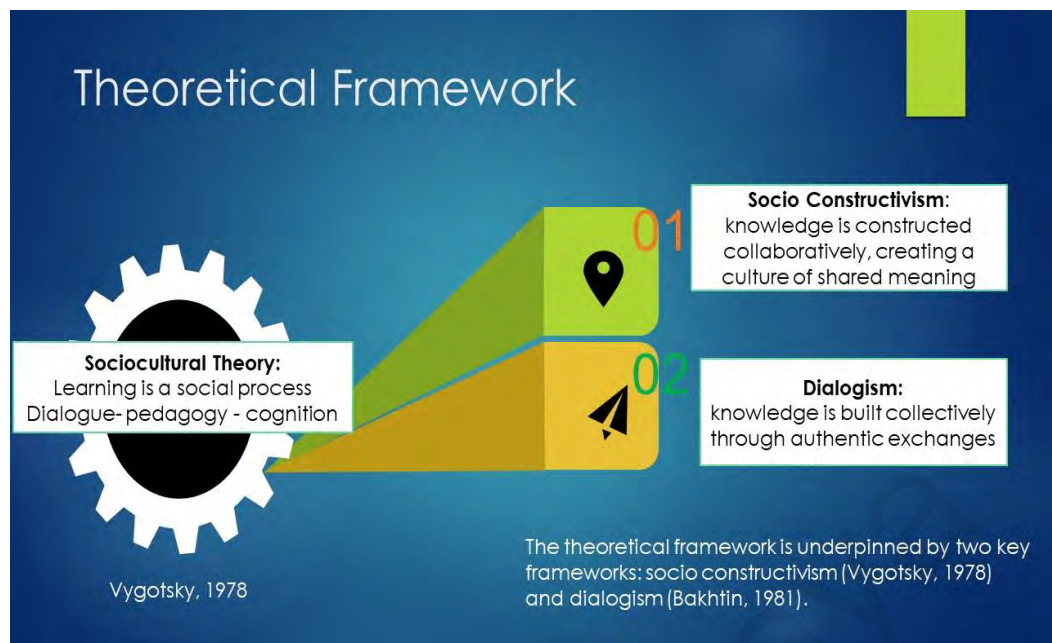 Theoretical Framework
Sociocultural Theory:
Learning is a social process
Dialogue- pedagogy - cognition
Vygotsky, 1978
01
Socio Constructivism:
knowledge is constructed
collaboratively, creating a
culture of shared meaning
02
Dialogism:
knowledge is built collectively
through authentic exchanges
The theoretical framework is underpinned by two key
frameworks: socio constructivism (Vygotsky, 1978)
and dialogism (Bakhtin, 1981).